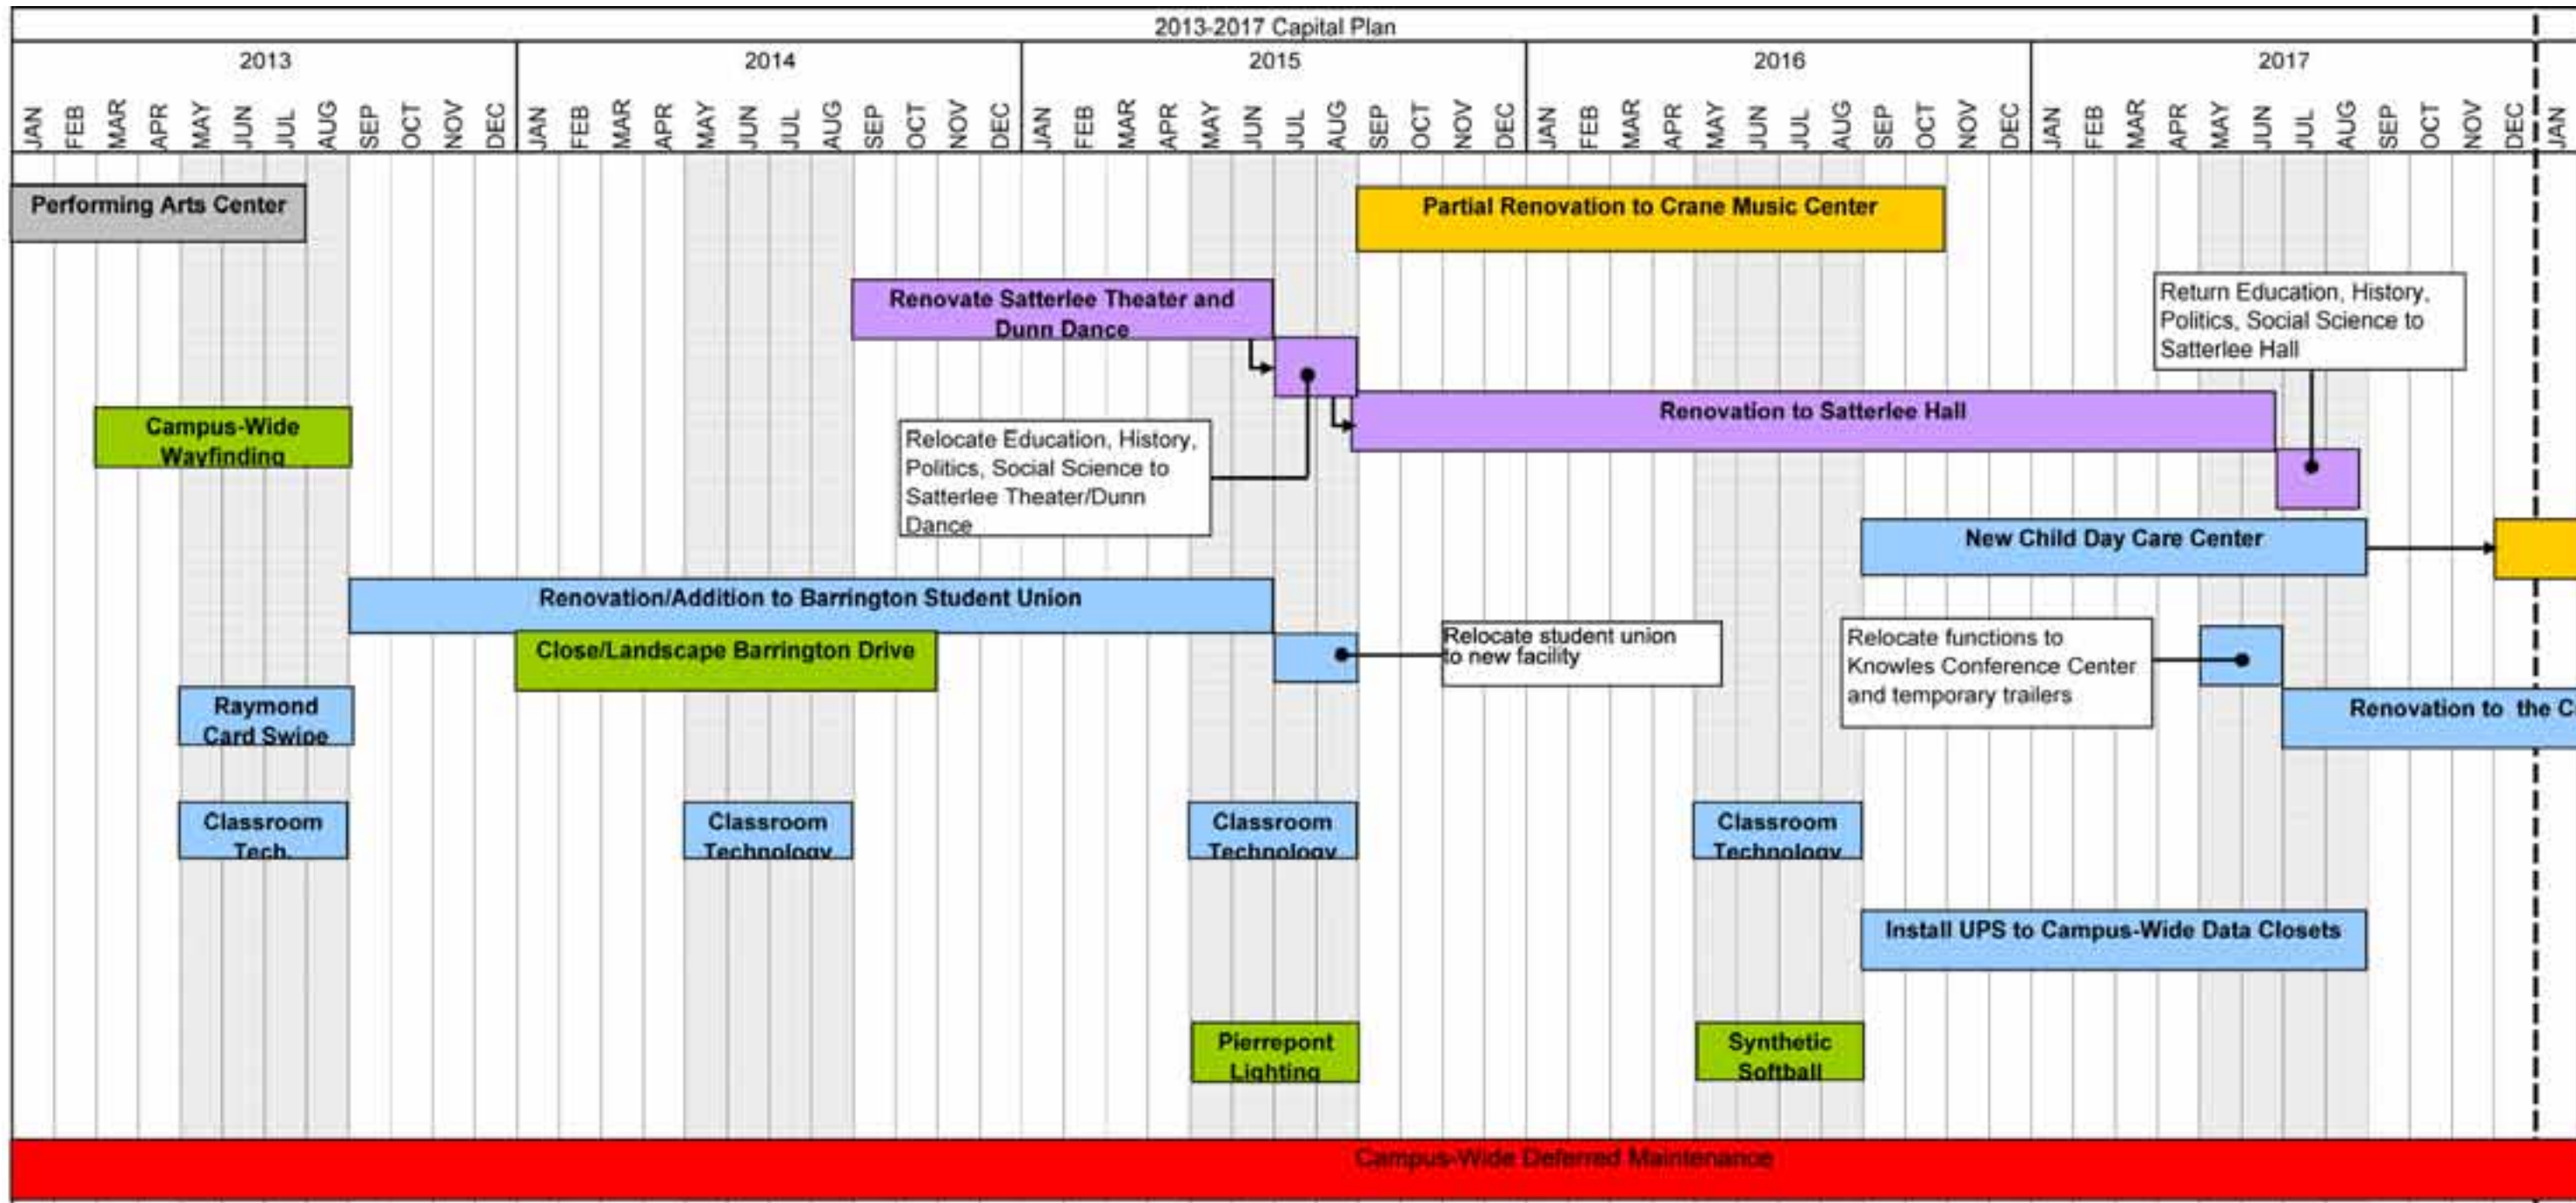 2013-2017 Capital Plan
2013 2014 2015 2016 2017
JAN FEB MAR APR MAY JUN JUL AUG SEP OCT NOV DEC JAN FEB MAR APR MAY JUN JUL AUG SEP OCT NOV DEC JAN FEB MAR APR MAY JUN JUL AUG SEP OCT NOV DEC JAN FEB MAR APR MAY JUN JUL AUG SEP OCT NOV DEC JAN FEB MAR APR MAY JUN JUL AUG SEP OCT NOV DEC JAN
Performing Arts Center
Partial Renovation to Crane Music Center
Renovate Satterlee Theater and
Dunn Dance
Return Education, History,
Politics, Social Science to
Satterlee Hall
Campus-Wide
Wayfinding
Relocate Education, History,
Politics, Social Science to
Satterlee Theater/Dunn
Dance
Renovation to Satterlee Hall
New Child Day Care Center
Renovation/Addition to Barrington Student Union
Close/Landscape Barrington Drive
Relocate student union
to new facility
Relocate functions to
Knowles Conference Center
and temporary trailers
Raymond
Card Swipe
Renovation to the C
Classroom
Tech.
Classroom
Technology
Classroom
Technology
Classroom
Technology
Install UPS to Campus-Wide Data Closets
Pierrepont
Lighting
Synthetic
Softball
Campus-Wide Deferred Maintenance